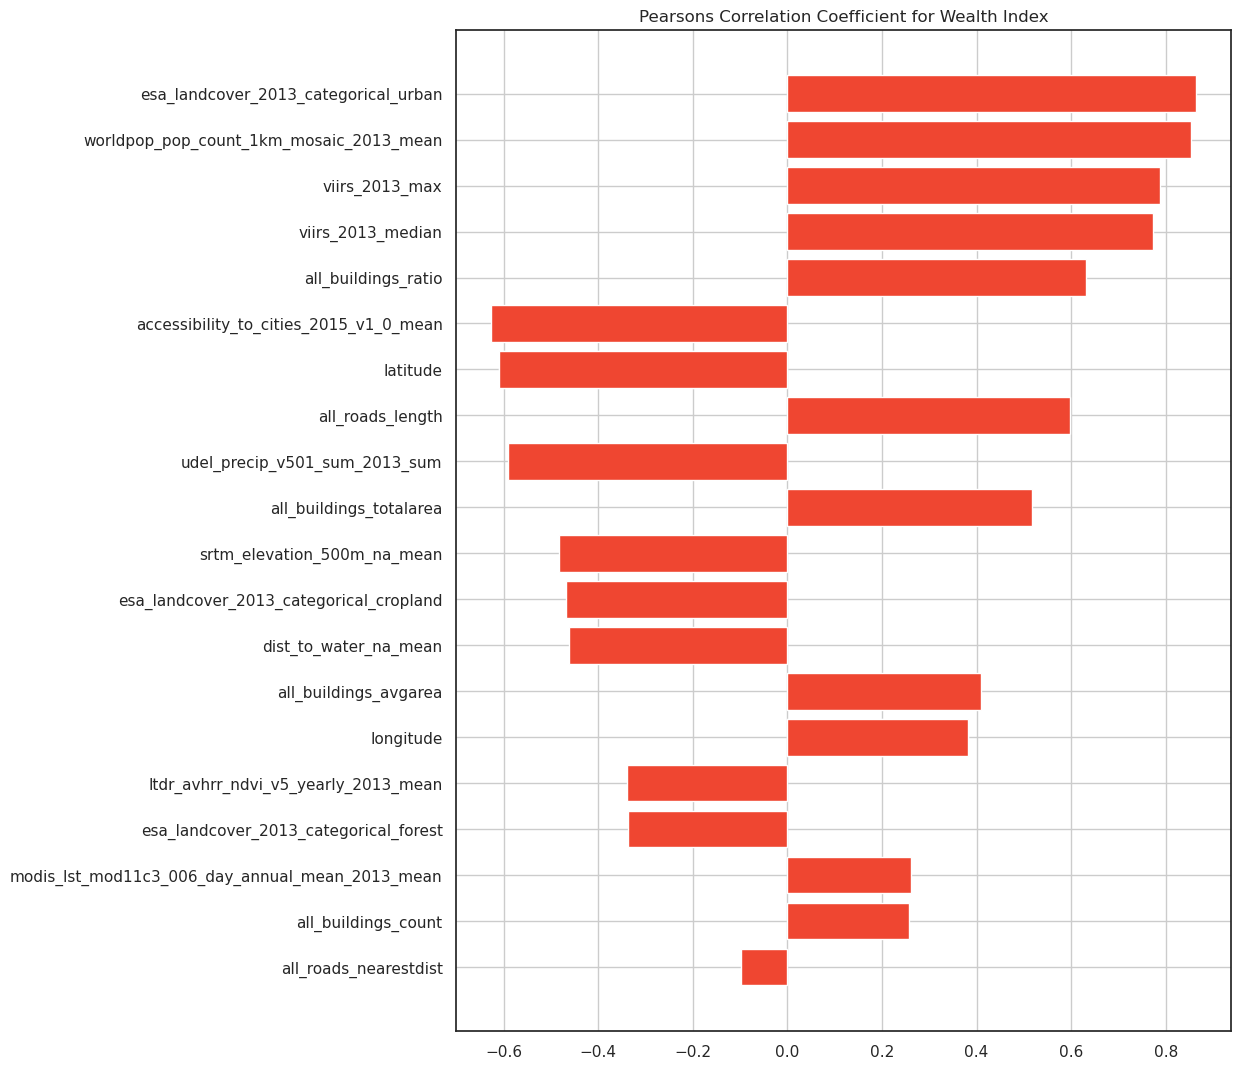 Pearsons Correlation Coefficient for Wealth Index
esa_landcover_2013_categorical_urban
worldpop_pop_count_1km_mosaic_2013_mean
viirs_2013_max
viirs_2013_median
all_buildings_ratio
accessibility_to_cities_2015_v1_0_mean
latitude
all_roads_length
udel_precip_v501_sum_2013_sum
all_buildings_totalarea
srtm_elevation_500m_na_mean
esa_landcover_2013_categorical_cropland
dist_to_water_na_mean
all_buildings_avgarea
longitude
ltdr_avhrr_ndvi_v5_yearly_2013_mean
esa_landcover_2013_categorical_forest
modis_lst_mod11c3_006_day_annual_mean_2013_mean
all_buildings_count
all_roads_nearestdist
−0.6 −0.4 −0.2 0.0 0.2 0.4 0.6 0.8